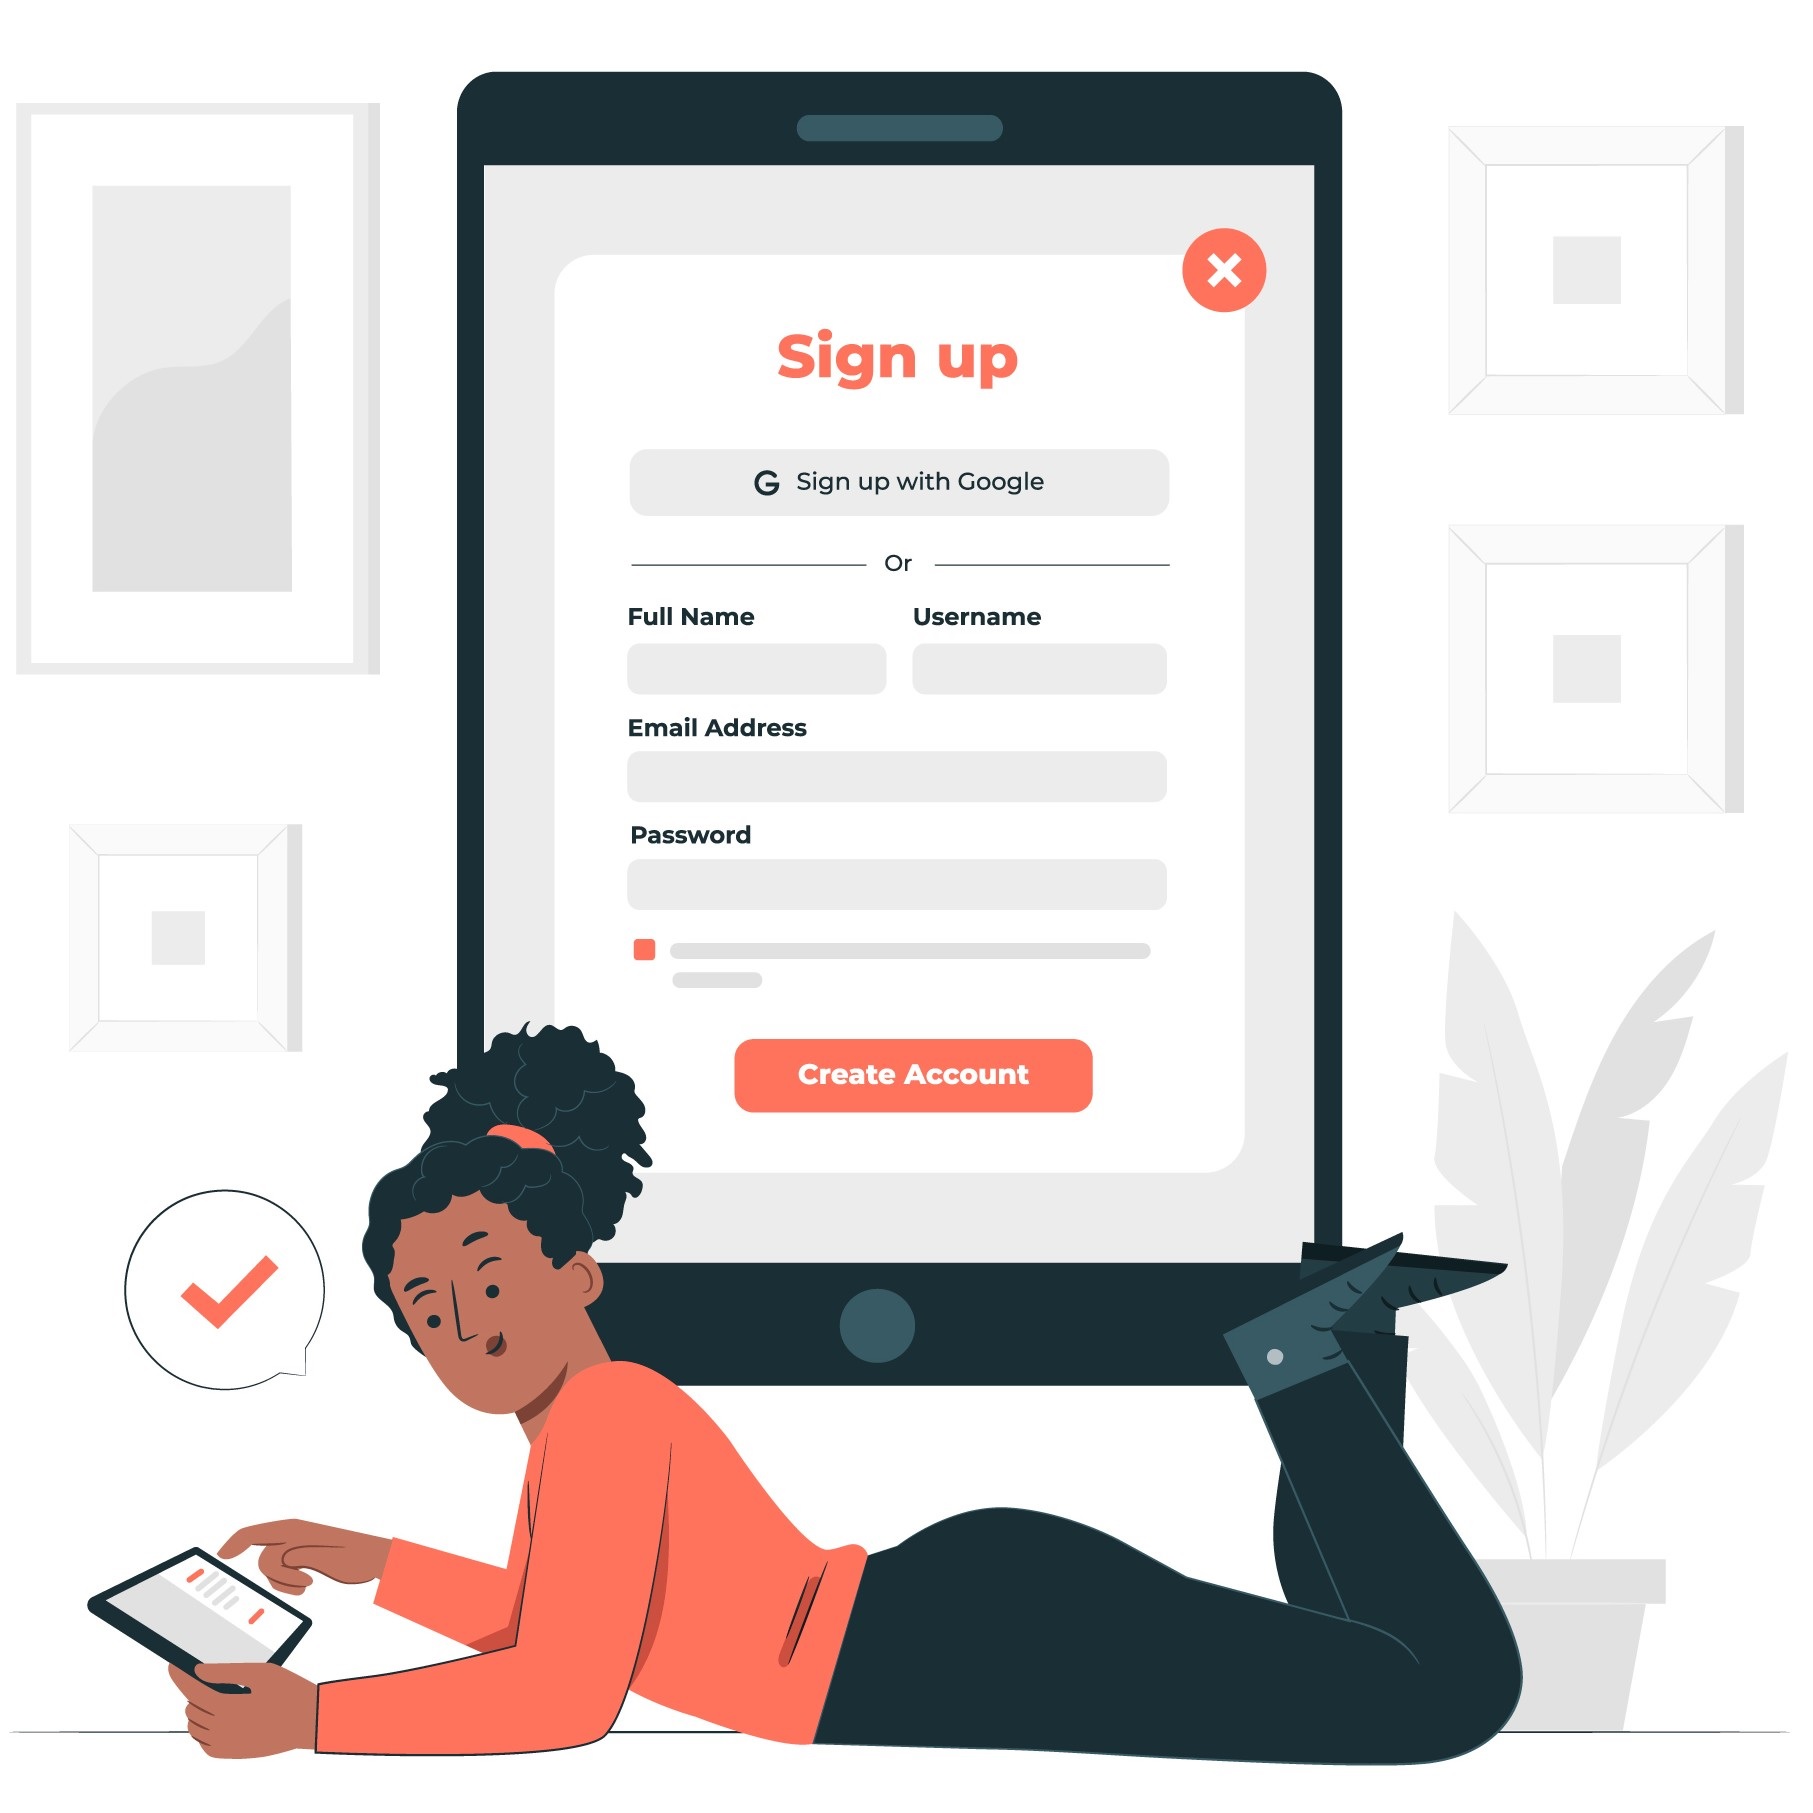 Sign up
G Sign up with Google
Or
Full Name Username
Email Address
Password
Create Account